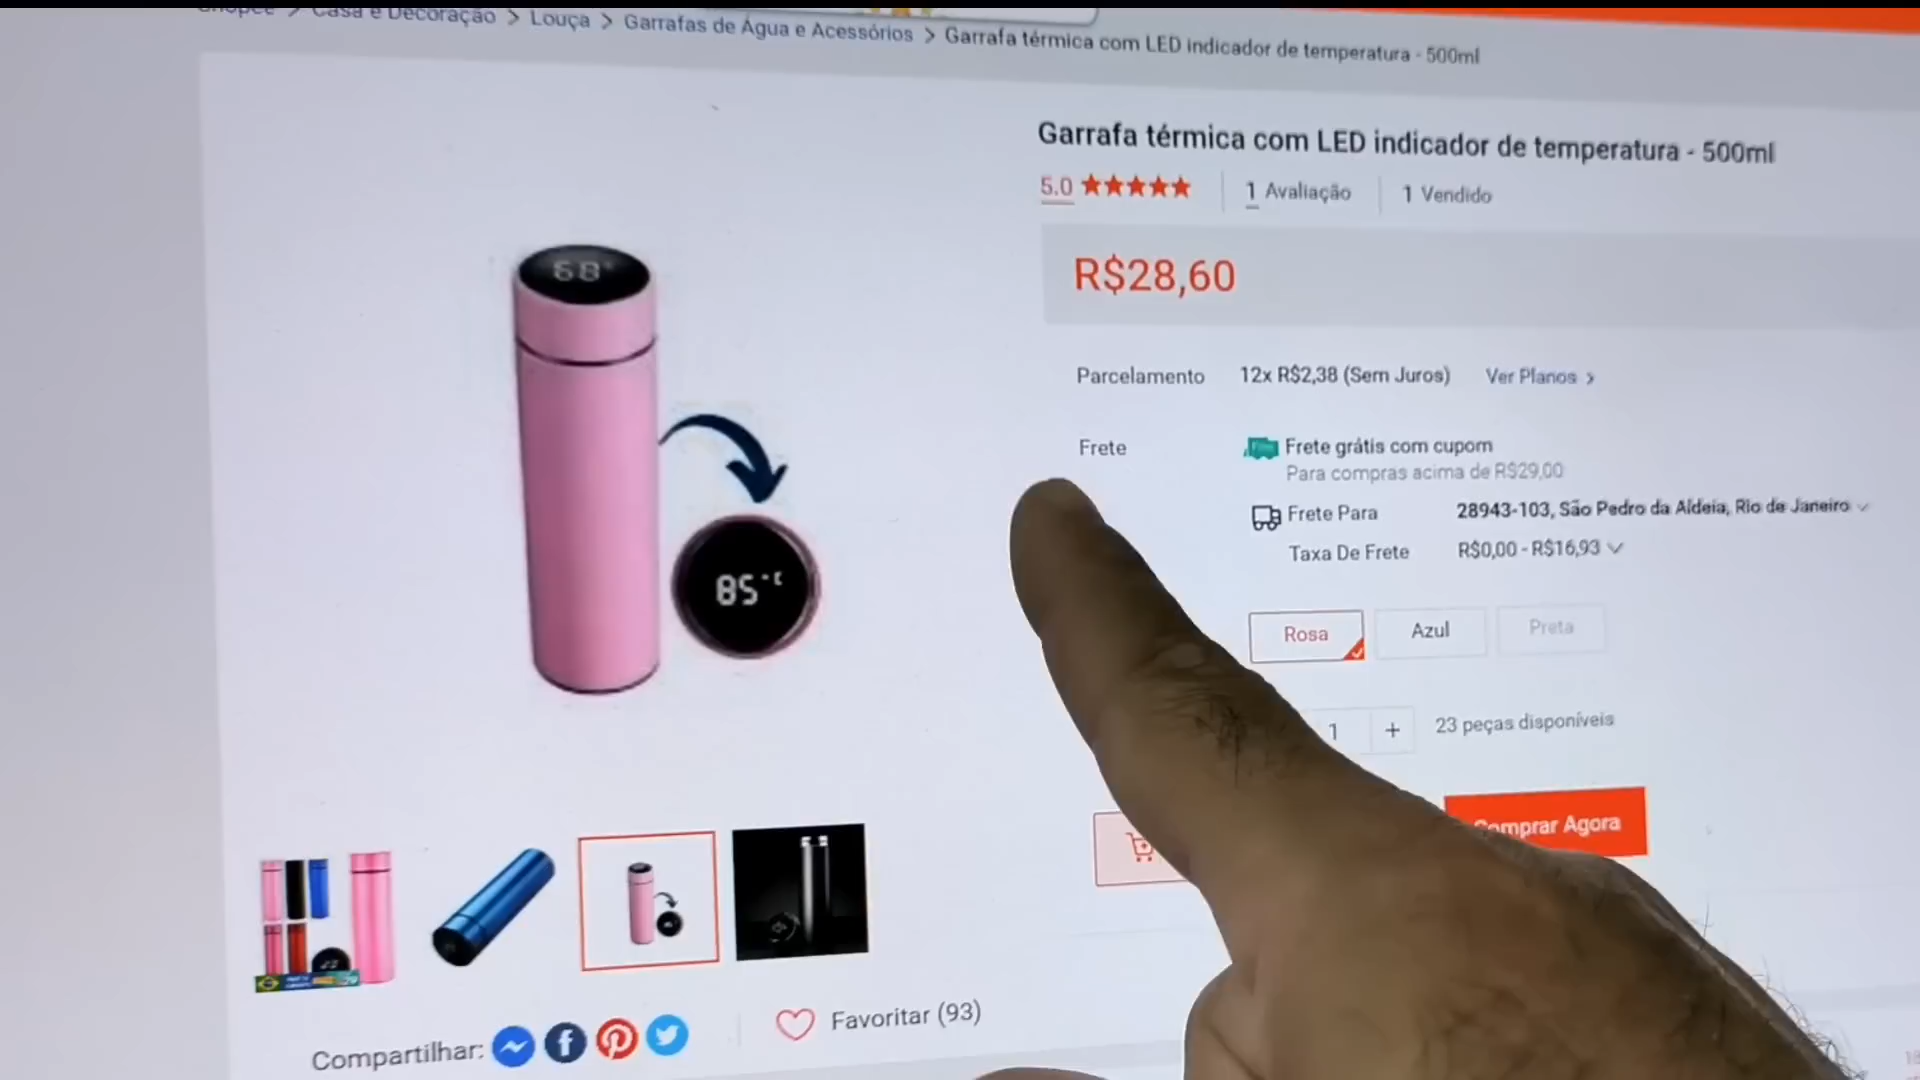 Shopee > Casa e Decoração > Louça > Garrafas de Água e Acessórios > Garrafa térmica com LED indicador de temperatura - 500ml
Garrafa térmica com LED indicador de temperatura - 500ml
5.0 1 Avaliação 1 Vendido
R$28,60
68°
Parcelamento 12x R$2,38 (Sem Juros) Ver Planos >
Frete Frete grátis com cupom
Para compras acima de R$29,00
Frete Para 28943-103, São Pedro da Aldeia, Rio de Janeiro
Taxa De Frete R$0,00 - R$16,93
85°C
Rosa Azul Preta
1 + 23 peças disponíveis
Comprar Agora
Compartilhar: Favoritar (93)